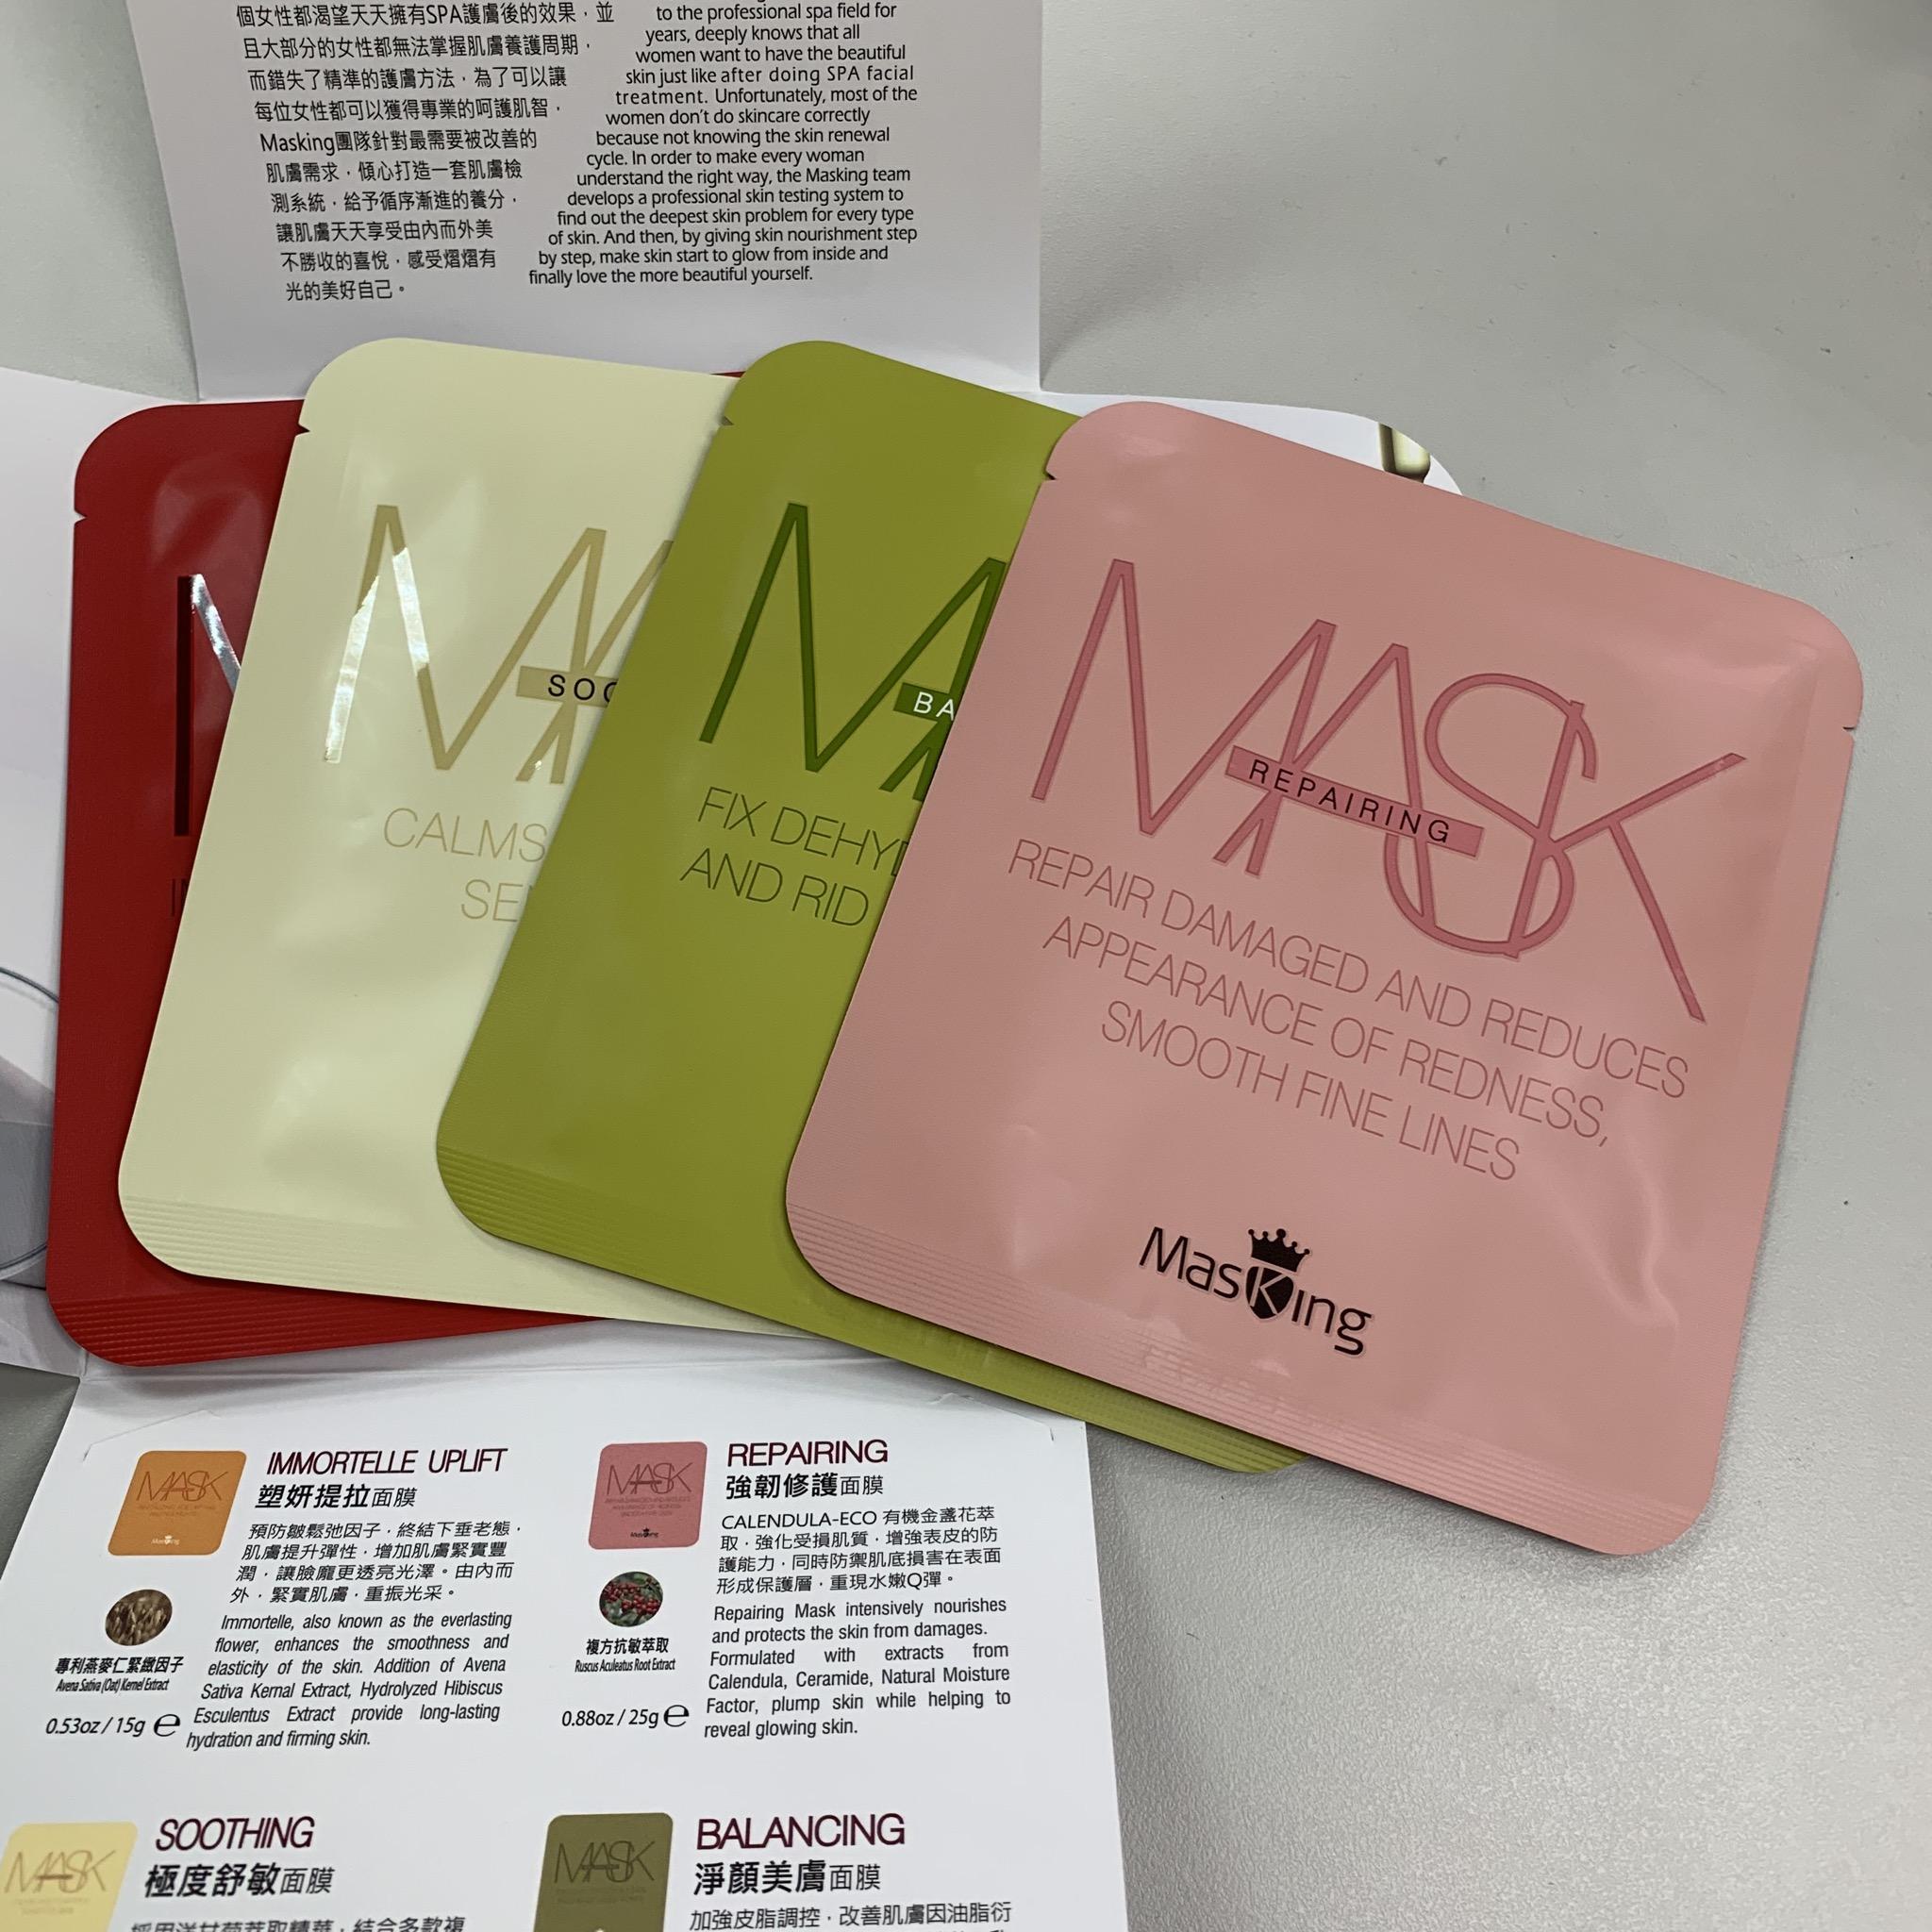 個女性都渴望天天擁有SPA護膚後的效果，並
且大部分的女性都無法掌握肌膚養護周期，
而錯失了精準的護膚方法，為了可以讓
每位女性都可以獲得專業的呵護肌智，
Masking團隊針對最需要被改善的
肌膚需求，傾心打造一套肌膚檢
測系統，給予循序漸進的養分，
讓肌膚天天享受由內而外美
不勝收的喜悅，感受熠熠有
光的美好自己。
to the professional spa field for
years, deeply knows that all
women want to have the beautiful
skin just like after doing SPA facial
treatment. Unfortunately, most of the
women don't do skincare correctly
because not knowing the skin renewal
cycle. In order to make every woman
understand the right way, the Masking team
develops a professional skin testing system to
find out the deepest skin problem for every type
of skin. And then, by giving skin nourishment step
by step, make skin start to glow from inside and
finally love the more beautiful yourself.
MA
SOO
CALMS
SE
MA
BA
FIX DEHY
AND RID
MASK
REPAIRING
REPAIR DAMAGED AND REDUCES
APPEARANCE OF REDNESS,
SMOOTH FINE LINES
MasKing
MASK
MasKing
IMMORTELLE UPLIFT
塑妍提拉面膜
預防皺鬆弛因子，終結下垂老態，
肌膚提升彈性，增加肌膚緊實豐
潤，讓臉龐更透亮光澤。由內而
外，緊實肌膚，重振光采。
Immortelle, also known as the everlasting
flower, enhances the smoothness and
elasticity of the skin. Addition of Avena
Sativa Kernal Extract, Hydrolyzed Hibiscus
Esculentus Extract provide long-lasting
hydration and firming skin.
專利燕麥仁緊緻因子
Avena Sativa (Oat) Kernel Extract
0.53oz / 15g ℮
MASK
MasKing
REPAIRING
強韌修護面膜
CALENDULA-ECO 有機金盞花萃
取，強化受損肌質，增強表皮的防
護能力，同時防禦肌底損害在表面
形成保護層，重現水嫩Q彈。
Repairing Mask intensively nourishes
and protects the skin from damages.
Formulated with extracts from
Calendula, Ceramide, Natural Moisture
Factor, plump skin while helping to
reveal glowing skin.
複方抗敏萃取
Ruscus Aculeatus Root Extract
0.88oz / 25g ℮
MASK
SOOTHING
極度舒敏面膜
採用洋甘菊萃取精華，結合多款複
MASK
BALANCING
淨顏美膚面膜
加強皮脂調控，改善肌膚因油脂衍